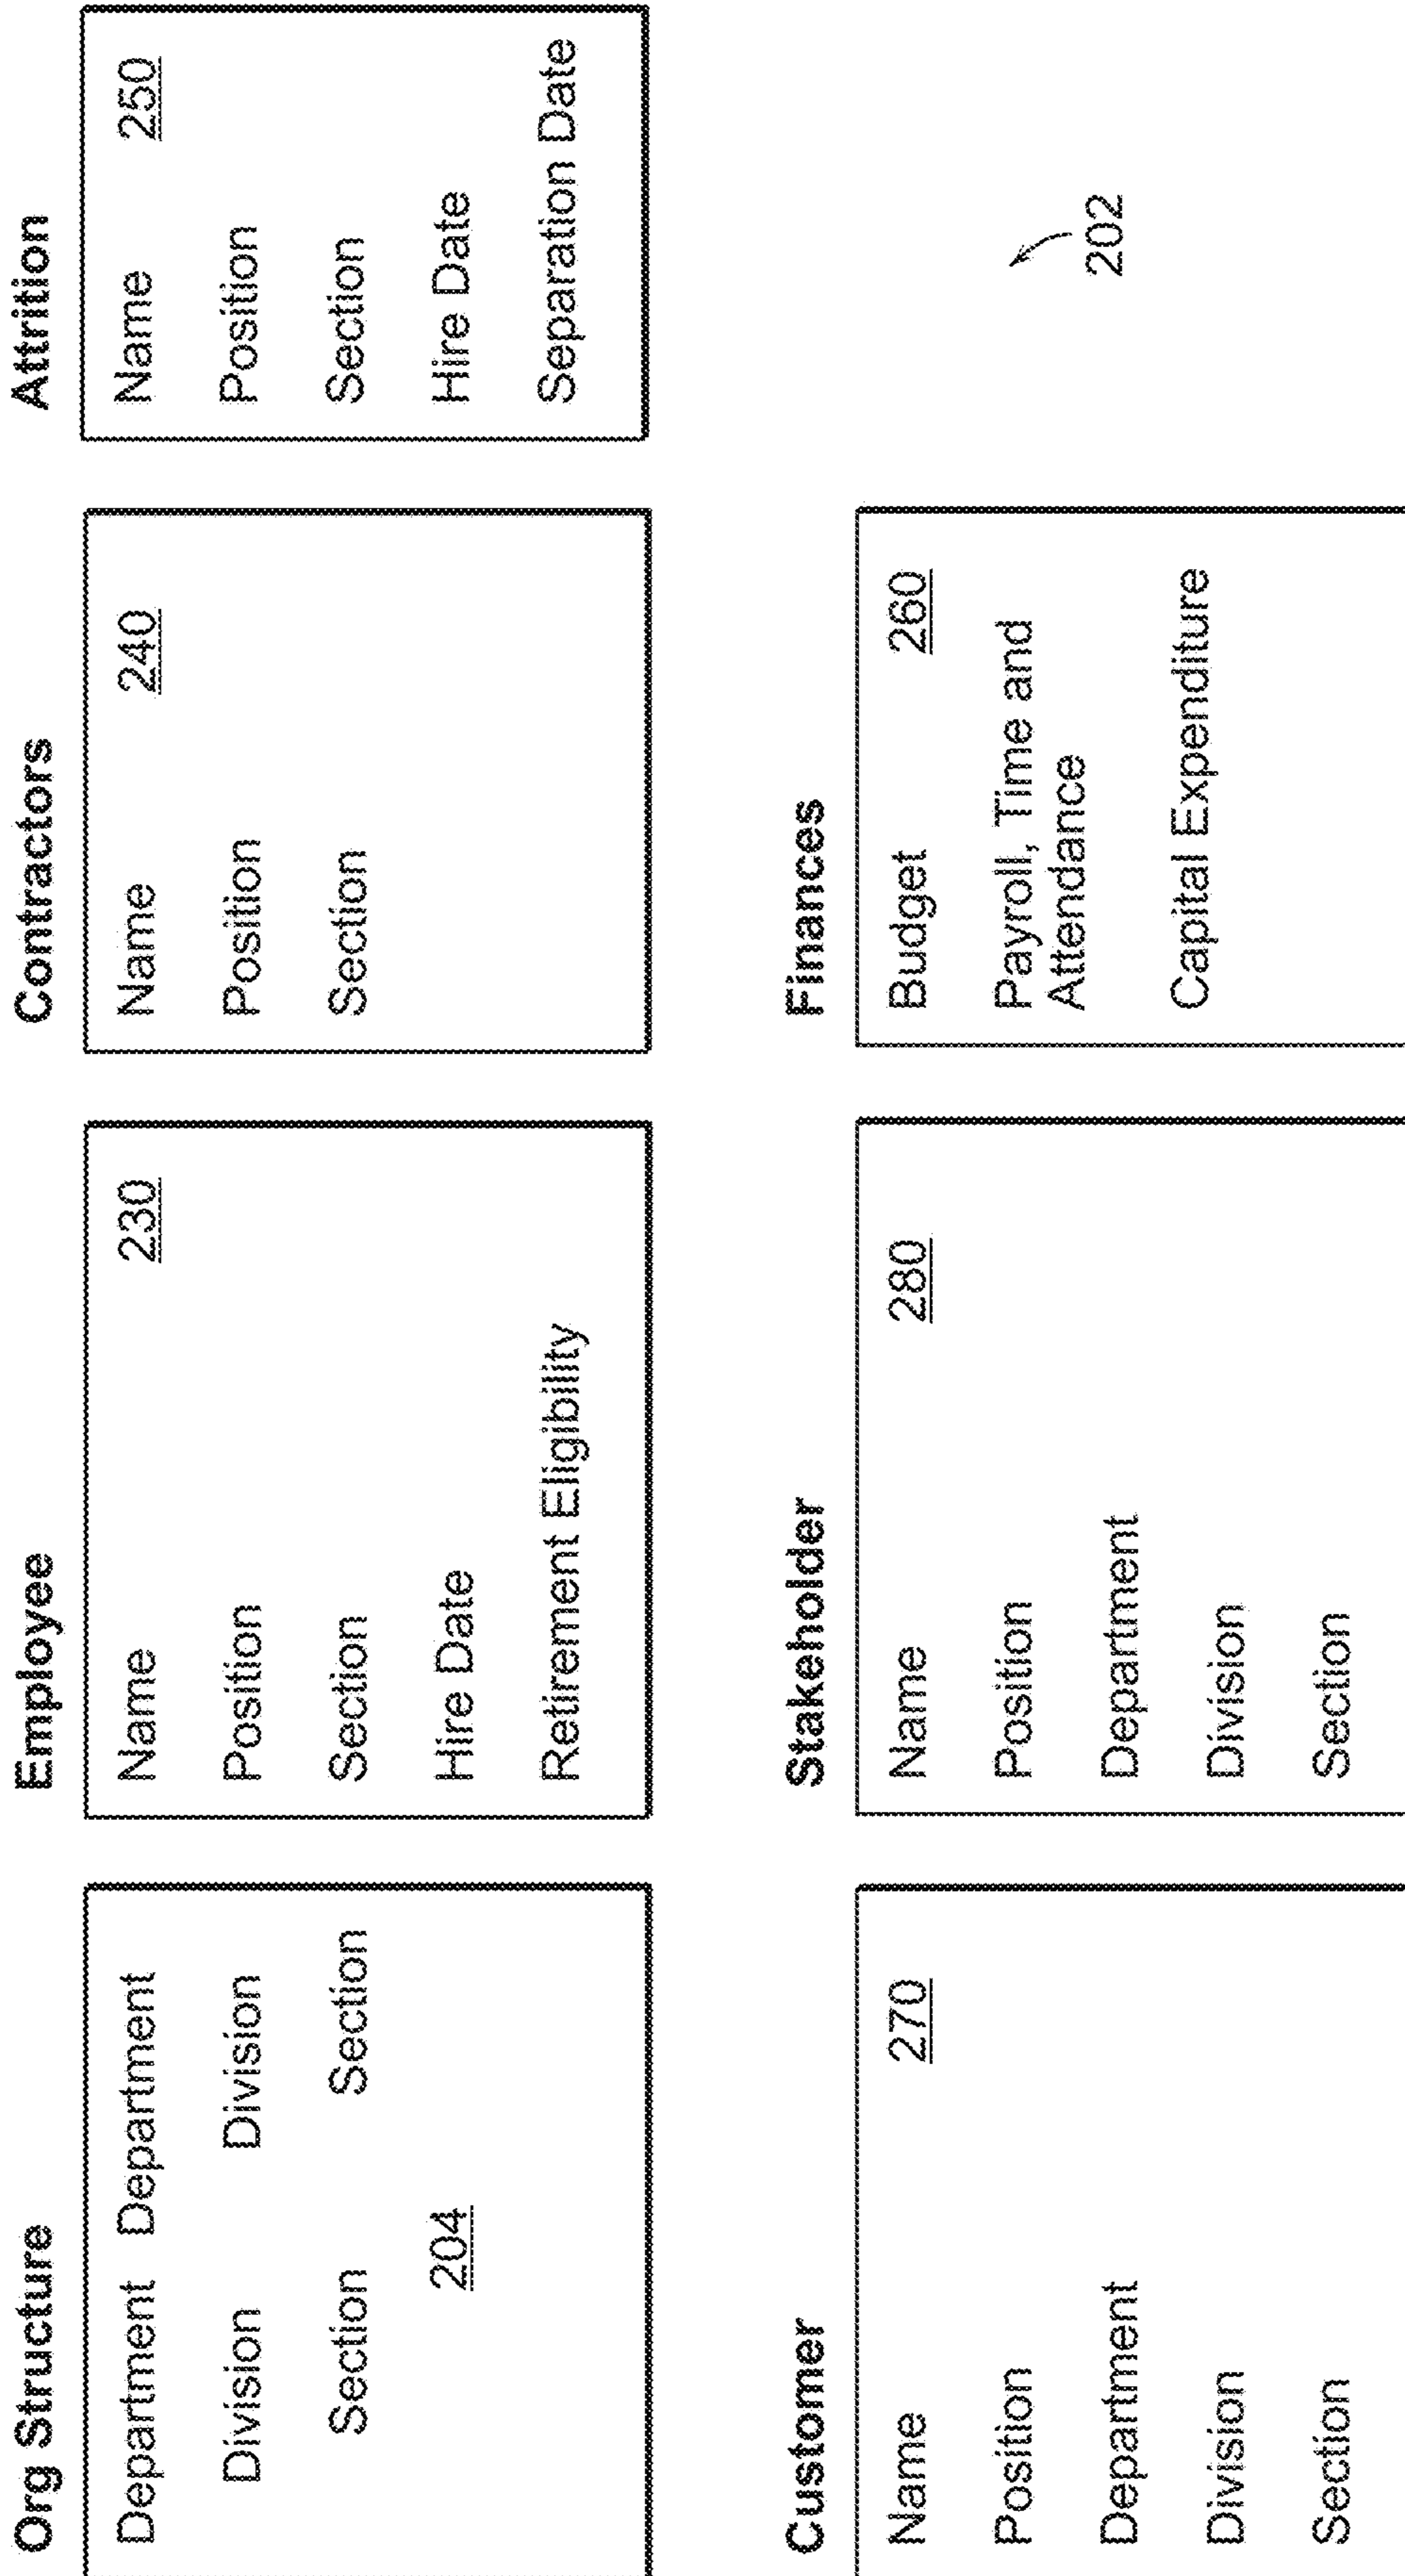 Org Structure
Department Department
Division Division
Section Section
204
Employee
Name 230
Position
Section
Hire Date
Retirement Eligibility
Contractors
Name 240
Position
Section
Attrition
Name 250
Position
Section
Hire Date
Separation Date
Customer
Name 270
Position
Department
Division
Section
Stakeholder
Name 280
Position
Department
Division
Section
Finances
Budget 260
Payroll, Time and
Attendance
Capital Expenditure
202